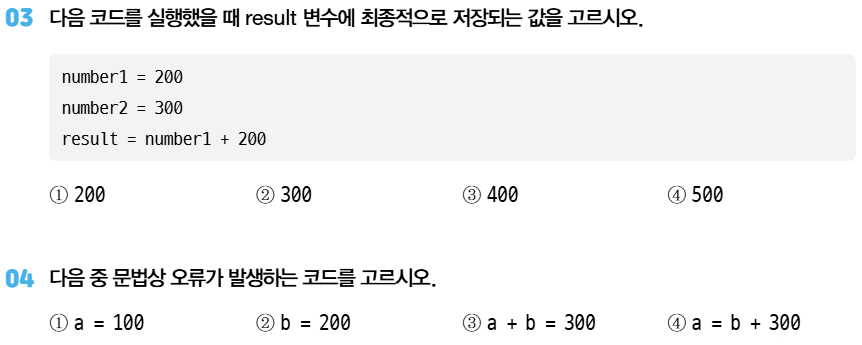 03 다음 코드를 실행했을 때 result 변수에 최종적으로 저장되는 값을 고르시오.
number1 = 200
number2 = 300
result = number1 + 200
① 200 ② 300 ③ 400 ④ 500
04 다음 중 문법상 오류가 발생하는 코드를 고르시오.
① a = 100 ② b = 200 ③ a + b = 300 ④ a = b + 300